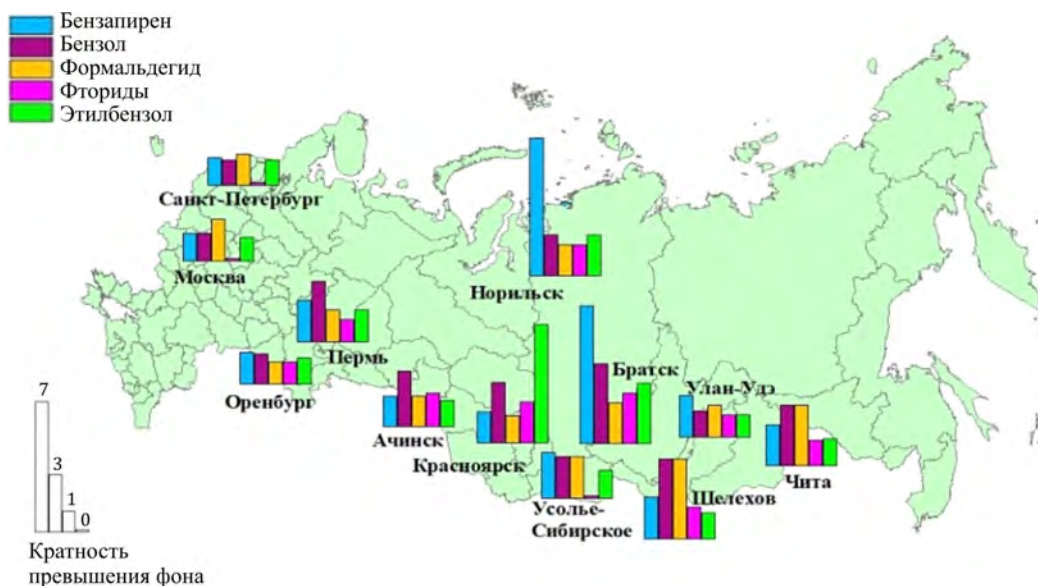 Бензапирен
Бензол
Формальдегид
Фториды
Этилбензол
Санкт-Петербург
Москва
Норильск
Пермь
Братск
Улан-Удэ
Оренбург
Ачинск
Красноярск
Чита
Шелехов
Усолье-
Сибирское
7
3
1
0
Кратность
превышения фона